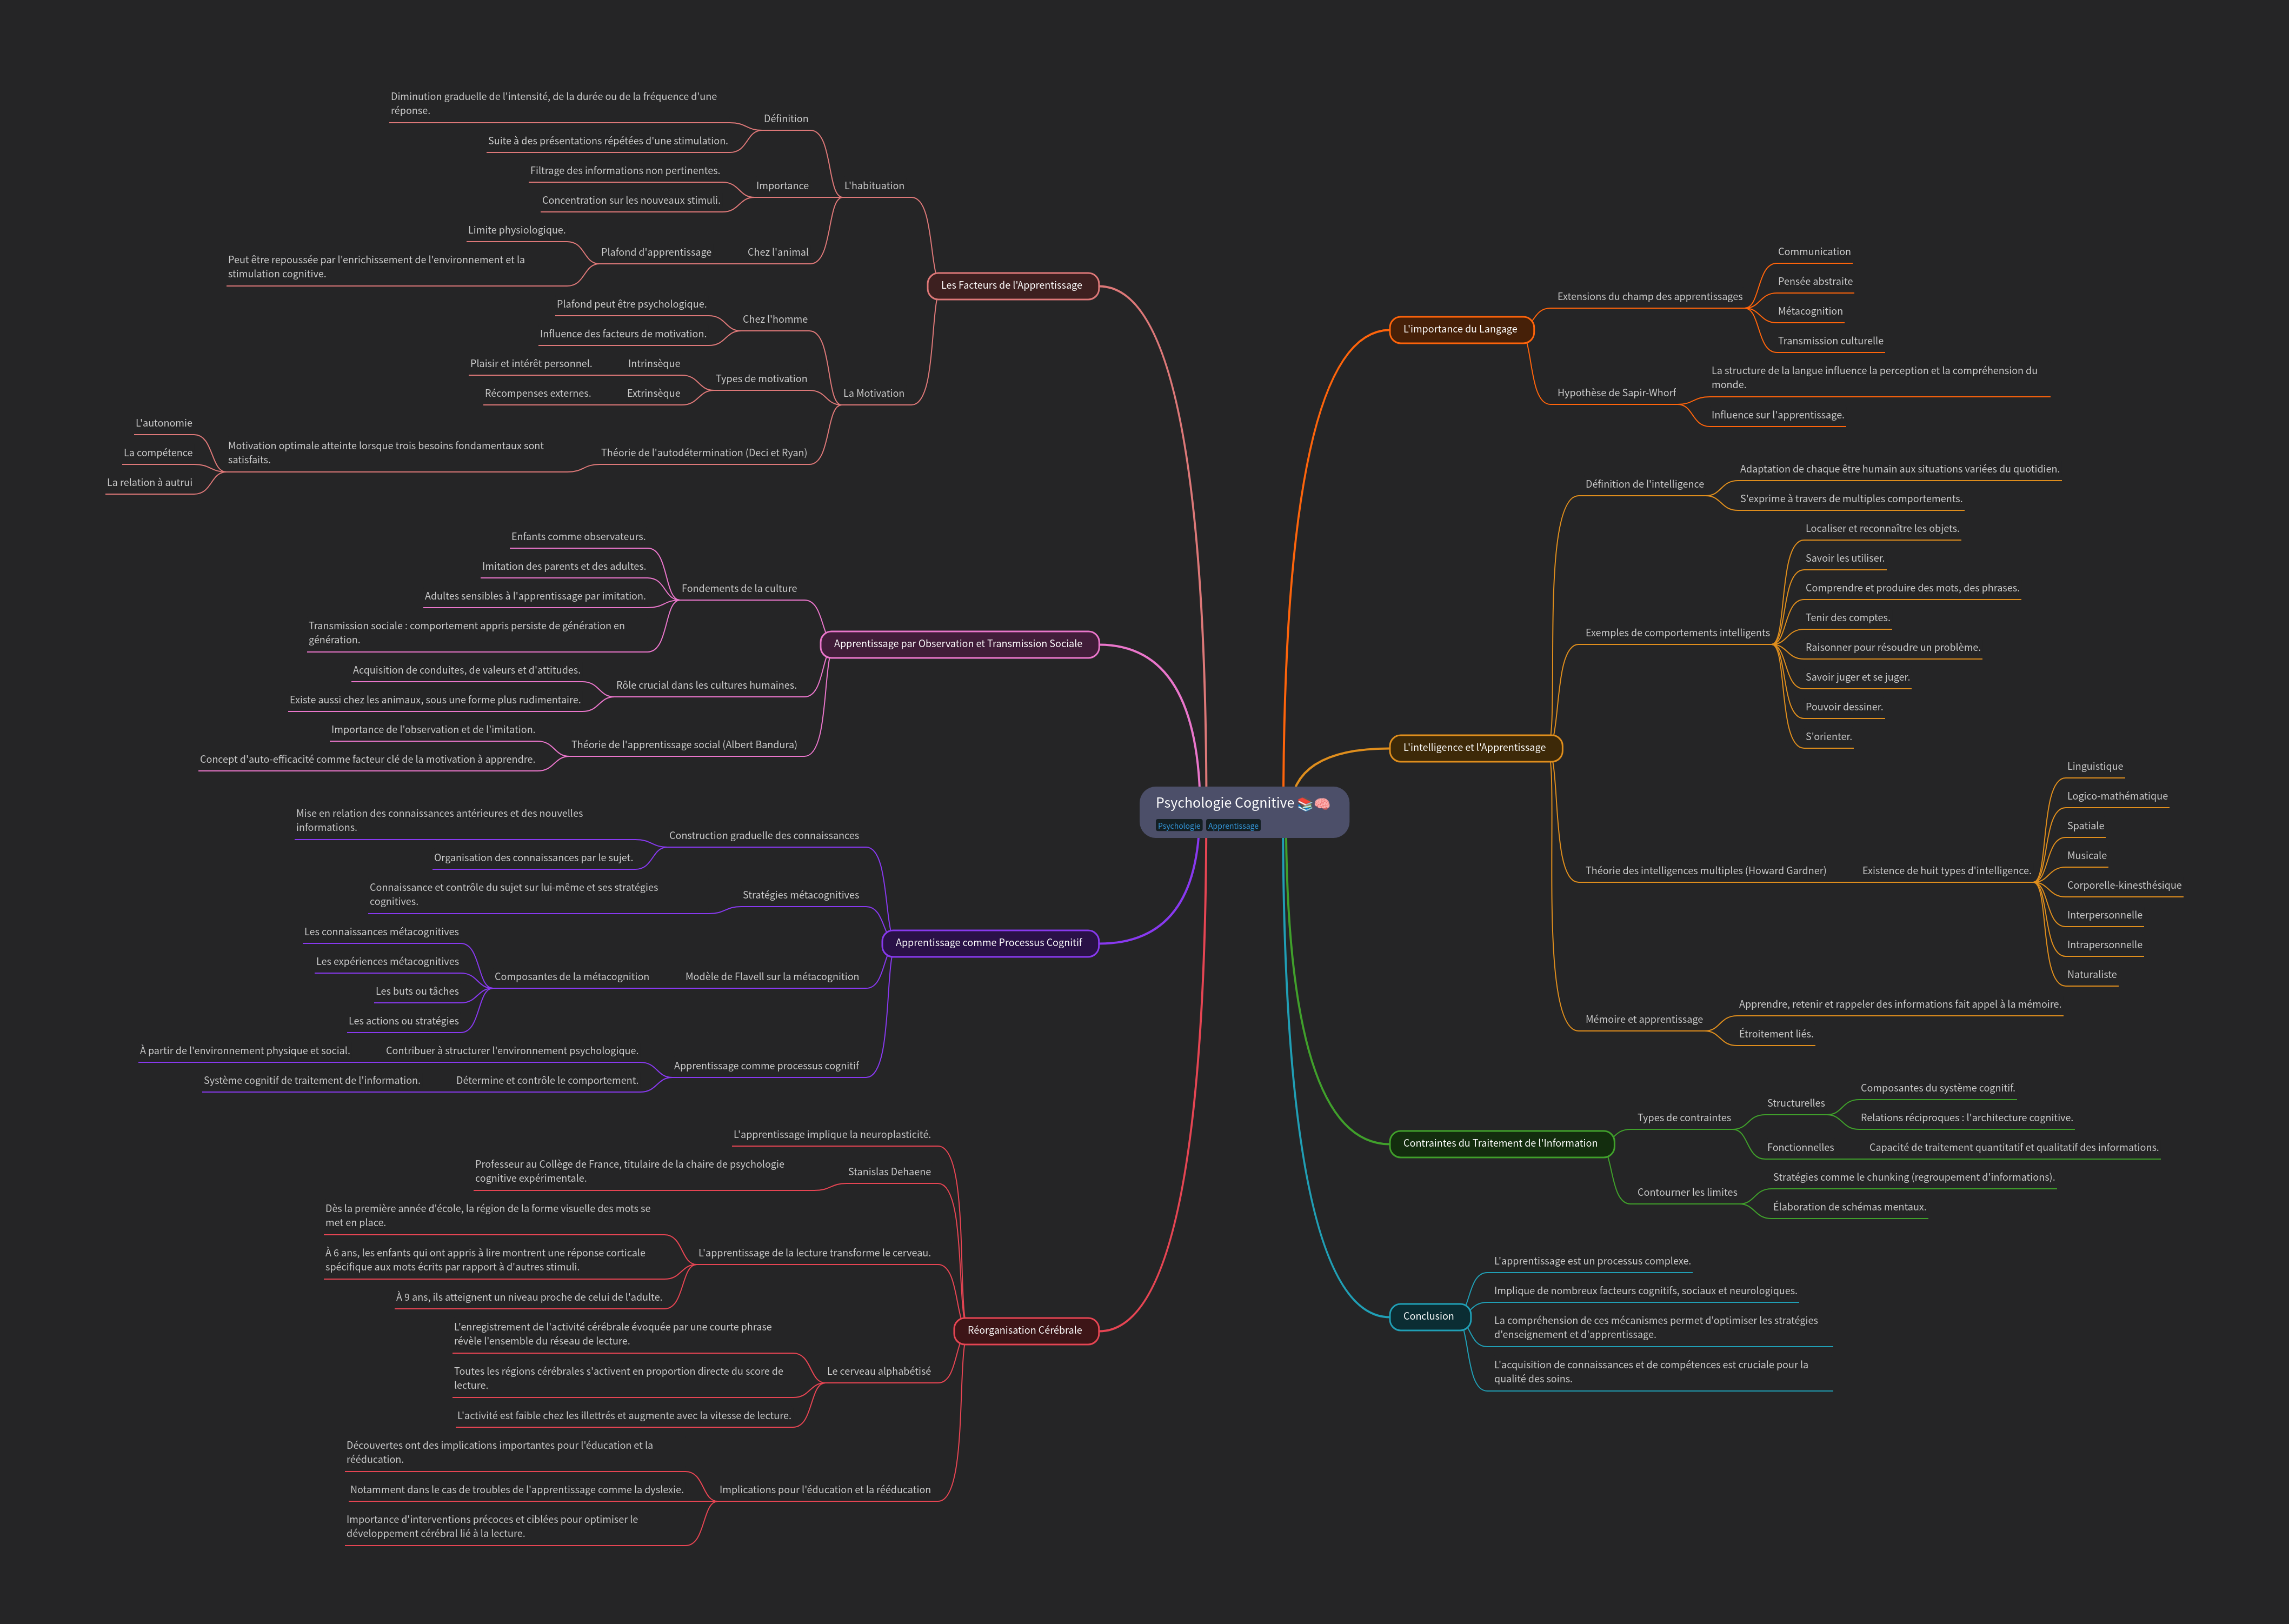 Psychologie Cognitive 📚🧠
Psychologie Apprentissage
L'importance du Langage
Extensions du champ des apprentissages
Communication
Pensée abstraite
Métacognition
Transmission culturelle
Hypothèse de Sapir-Whorf
La structure de la langue influence la perception et la compréhension du
monde.
Influence sur l'apprentissage.
L'intelligence et l'Apprentissage
Définition de l'intelligence
Adaptation de chaque être humain aux situations variées du quotidien.
S'exprime à travers de multiples comportements.
Exemples de comportements intelligents
Localiser et reconnaître les objets.
Savoir les utiliser.
Comprendre et produire des mots, des phrases.
Tenir des comptes.
Raisonner pour résoudre un problème.
Savoir juger et se juger.
Pouvoir dessiner.
S'orienter.
Théorie des intelligences multiples (Howard Gardner)
Existence de huit types d'intelligence.
Linguistique
Logico-mathématique
Spatiale
Musicale
Corporelle-kinesthésique
Interpersonnelle
Intrapersonnelle
Naturaliste
Mémoire et apprentissage
Apprendre, retenir et rappeler des informations fait appel à la mémoire.
Étroitement liés.
Contraintes du Traitement de l'Information
Types de contraintes
Structurelles
Composantes du système cognitif.
Relations réciproques : l'architecture cognitive.
Fonctionnelles
Capacité de traitement quantitatif et qualitatif des informations.
Contourner les limites
Stratégies comme le chunking (regroupement d'informations).
Élaboration de schémas mentaux.
Conclusion
L'apprentissage est un processus complexe.
Implique de nombreux facteurs cognitifs, sociaux et neurologiques.
La compréhension de ces mécanismes permet d'optimiser les stratégies
d'enseignement et d'apprentissage.
L'acquisition de connaissances et de compétences est cruciale pour la
qualité des soins.
Les Facteurs de l'Apprentissage
L'habituation
Définition
Diminution graduelle de l'intensité, de la durée ou de la fréquence d'une
réponse.
Suite à des présentations répétées d'une stimulation.
Importance
Filtrage des informations non pertinentes.
Concentration sur les nouveaux stimuli.
Chez l'animal
Plafond d'apprentissage
Limite physiologique.
Peut être repoussée par l'enrichissement de l'environnement et la
stimulation cognitive.
La Motivation
Chez l'homme
Plafond peut être psychologique.
Influence des facteurs de motivation.
Types de motivation
Intrinsèque
Plaisir et intérêt personnel.
Extrinsèque
Récompenses externes.
Théorie de l'autodétermination (Deci et Ryan)
Motivation optimale atteinte lorsque trois besoins fondamentaux sont
satisfaits.
L'autonomie
La compétence
La relation à autrui
Apprentissage par Observation et Transmission Sociale
Fondements de la culture
Enfants comme observateurs.
Imitation des parents et des adultes.
Adultes sensibles à l'apprentissage par imitation.
Transmission sociale : comportement appris persiste de génération en
génération.
Rôle crucial dans les cultures humaines.
Acquisition de conduites, de valeurs et d'attitudes.
Existe aussi chez les animaux, sous une forme plus rudimentaire.
Théorie de l'apprentissage social (Albert Bandura)
Importance de l'observation et de l'imitation.
Concept d'auto-efficacité comme facteur clé de la motivation à apprendre.
Apprentissage comme Processus Cognitif
Construction graduelle des connaissances
Mise en relation des connaissances antérieures et des nouvelles
informations.
Organisation des connaissances par le sujet.
Stratégies métacognitives
Connaissance et contrôle du sujet sur lui-même et ses stratégies
cognitives.
Modèle de Flavell sur la métacognition
Composantes de la métacognition
Les connaissances métacognitives
Les expériences métacognitives
Les buts ou tâches
Les actions ou stratégies
Apprentissage comme processus cognitif
Contribuer à structurer l'environnement psychologique.
À partir de l'environnement physique et social.
Détermine et contrôle le comportement.
Système cognitif de traitement de l'information.
Réorganisation Cérébrale
L'apprentissage implique la neuroplasticité.
Stanislas Dehaene
Professeur au Collège de France, titulaire de la chaire de psychologie
cognitive expérimentale.
L'apprentissage de la lecture transforme le cerveau.
Dès la première année d'école, la région de la forme visuelle des mots se
met en place.
À 6 ans, les enfants qui ont appris à lire montrent une réponse corticale
spécifique aux mots écrits par rapport à d'autres stimuli.
À 9 ans, ils atteignent un niveau proche de celui de l'adulte.
Le cerveau alphabétisé
L'enregistrement de l'activité cérébrale évoquée par une courte phrase
révèle l'ensemble du réseau de lecture.
Toutes les régions cérébrales s'activent en proportion directe du score de
lecture.
L'activité est faible chez les illettrés et augmente avec la vitesse de lecture.
Implications pour l'éducation et la rééducation
Découvertes ont des implications importantes pour l'éducation et la
rééducation.
Notamment dans le cas de troubles de l'apprentissage comme la dyslexie.
Importance d'interventions précoces et ciblées pour optimiser le
développement cérébral lié à la lecture.